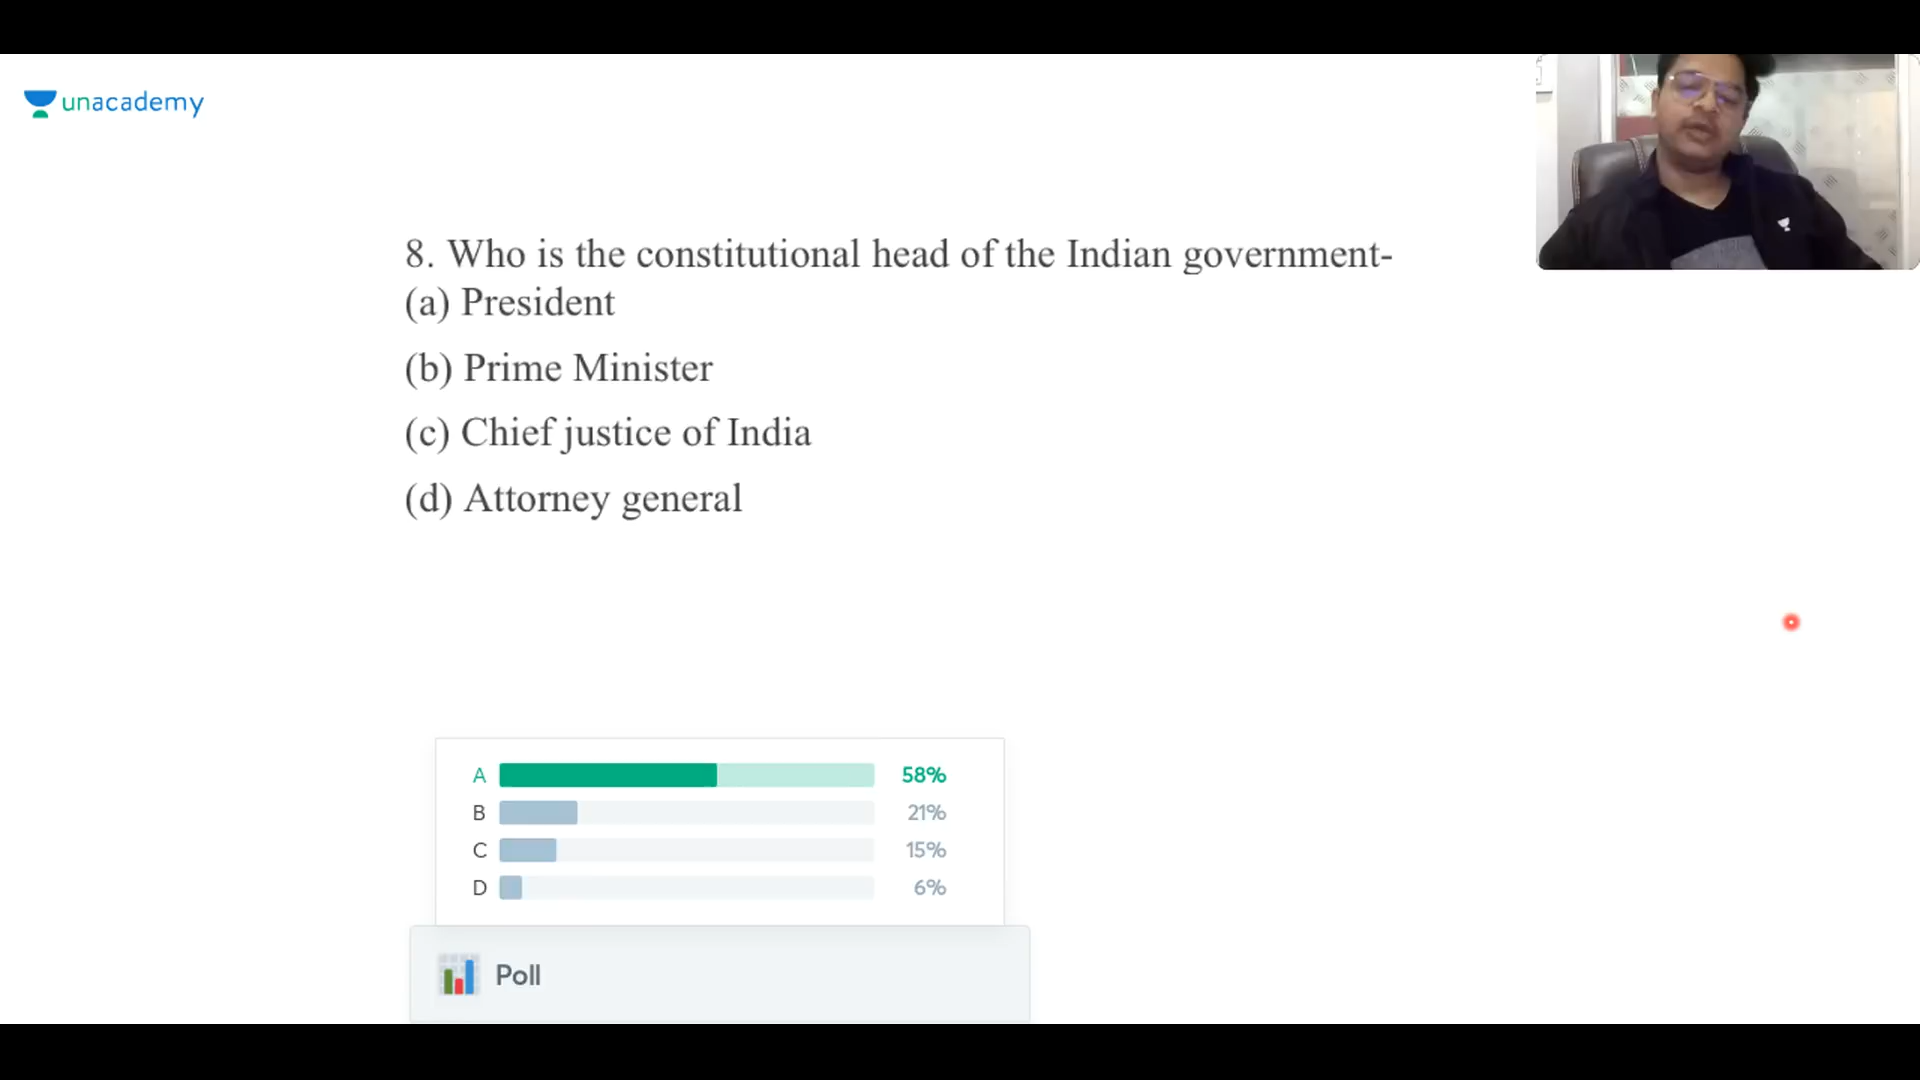 unacademy
8. Who is the constitutional head of the Indian government-
(a) President
(b) Prime Minister
(c) Chief justice of India
(d) Attorney general
A 58%
B 21%
C 15%
D 6%
Poll